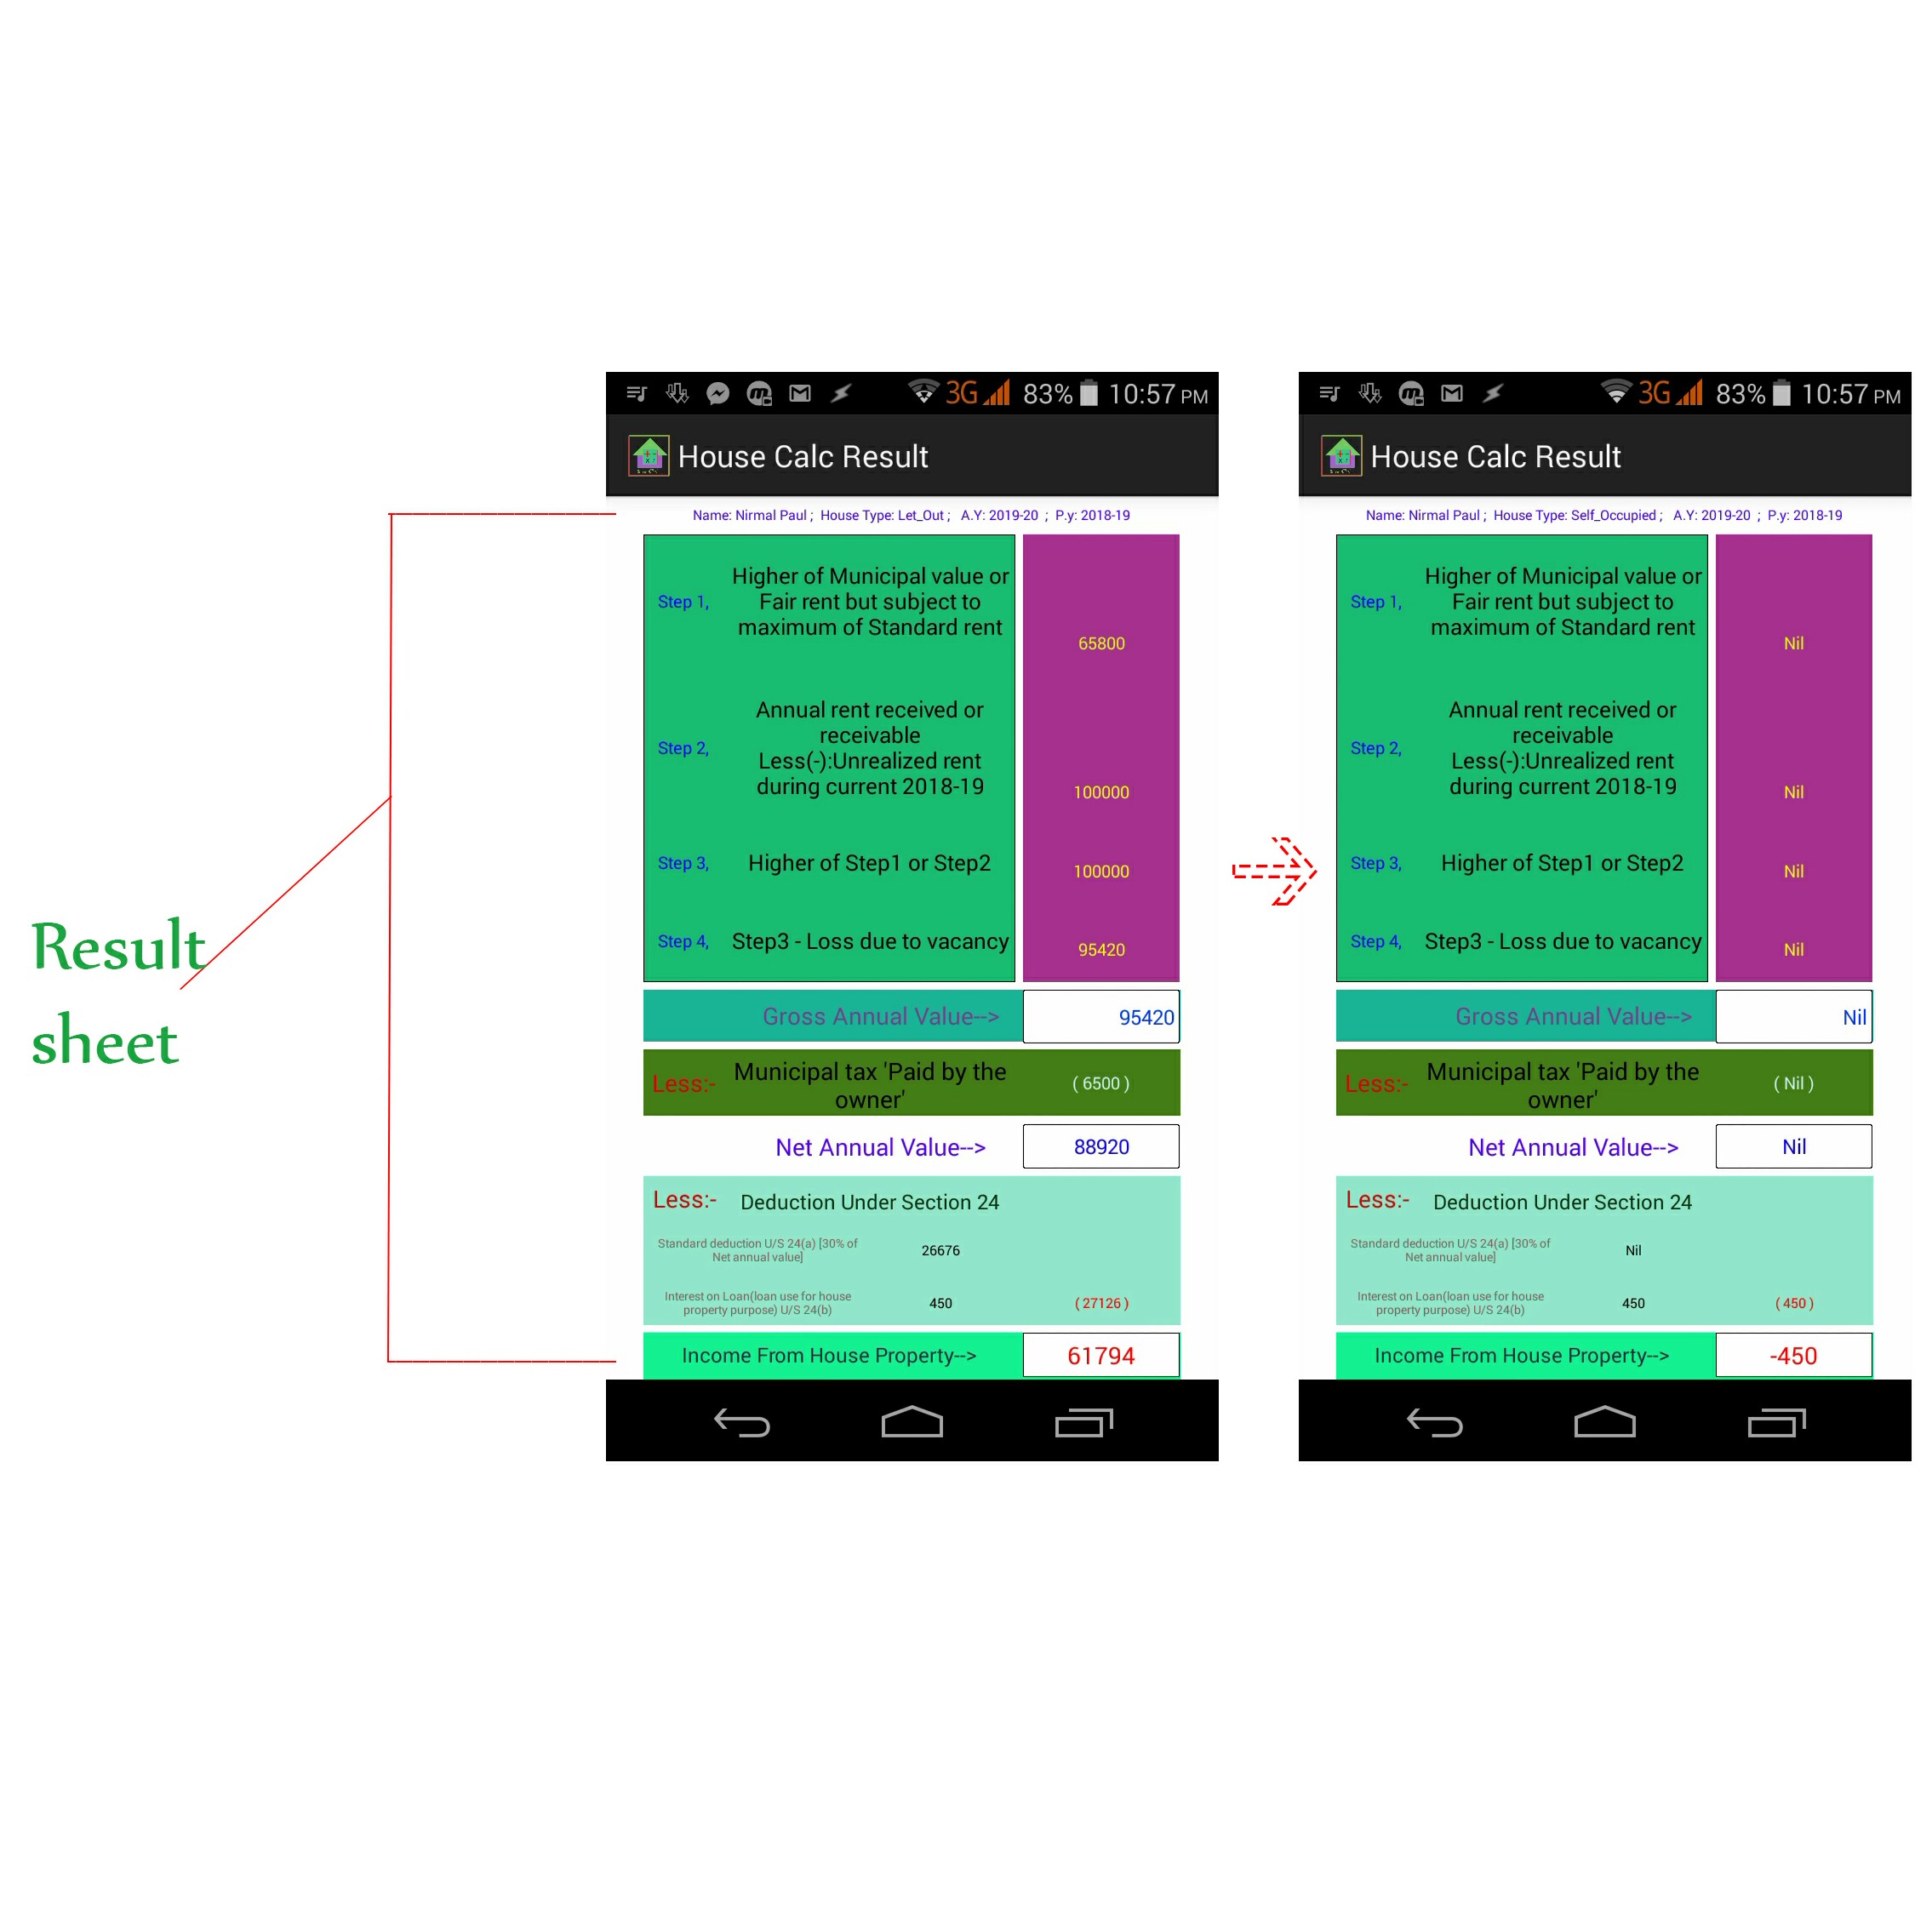 Result
sheet
3G 83% 10:57 PM
House Calc Result
Name: Nirmal Paul ; House Type: Let_Out ; A.Y: 2019-20 ; P.y: 2018-19
Step 1,
Higher of Municipal value or
Fair rent but subject to
maximum of Standard rent
65800
Step 2,
Annual rent received or
receivable
Less(-):Unrealized rent
during current 2018-19
100000
Step 3, Higher of Step1 or Step2
100000
Step 4, Step3 - Loss due to vacancy
95420
Gross Annual Value--> 95420
Less:- Municipal tax 'Paid by the
owner'
( 6500 )
Net Annual Value--> 88920
Less:- Deduction Under Section 24
Standard deduction U/S 24(a) [30% of
Net annual value]
26676
Interest on Loan(loan use for house
property purpose) U/S 24(b)
450 ( 27126 )
Income From House Property--> 61794
3G 83% 10:57 PM
House Calc Result
Name: Nirmal Paul ; House Type: Self_Occupied ; A.Y: 2019-20 ; P.y: 2018-19
Step 1,
Higher of Municipal value or
Fair rent but subject to
maximum of Standard rent
Nil
Step 2,
Annual rent received or
receivable
Less(-):Unrealized rent
during current 2018-19
Nil
Step 3, Higher of Step1 or Step2
Nil
Step 4, Step3 - Loss due to vacancy
Nil
Gross Annual Value--> Nil
Less:- Municipal tax 'Paid by the
owner'
( Nil )
Net Annual Value--> Nil
Less:- Deduction Under Section 24
Standard deduction U/S 24(a) [30% of
Net annual value]
Nil
Interest on Loan(loan use for house
property purpose) U/S 24(b)
450 ( 450 )
Income From House Property--> -450